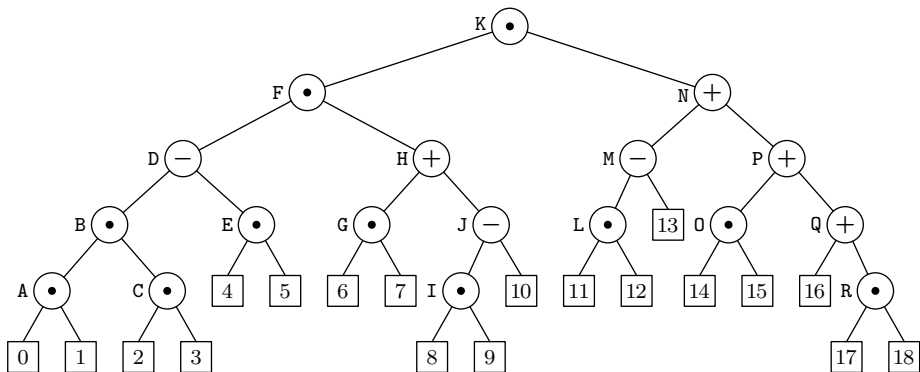 K •
F • N +
D − H + M − P +
B • E • G • J − L • 13 O • Q +
A • C • 4 5 6 7 I • 10 11 12 14 15 16 R •
0 1 2 3 8 9 17 18